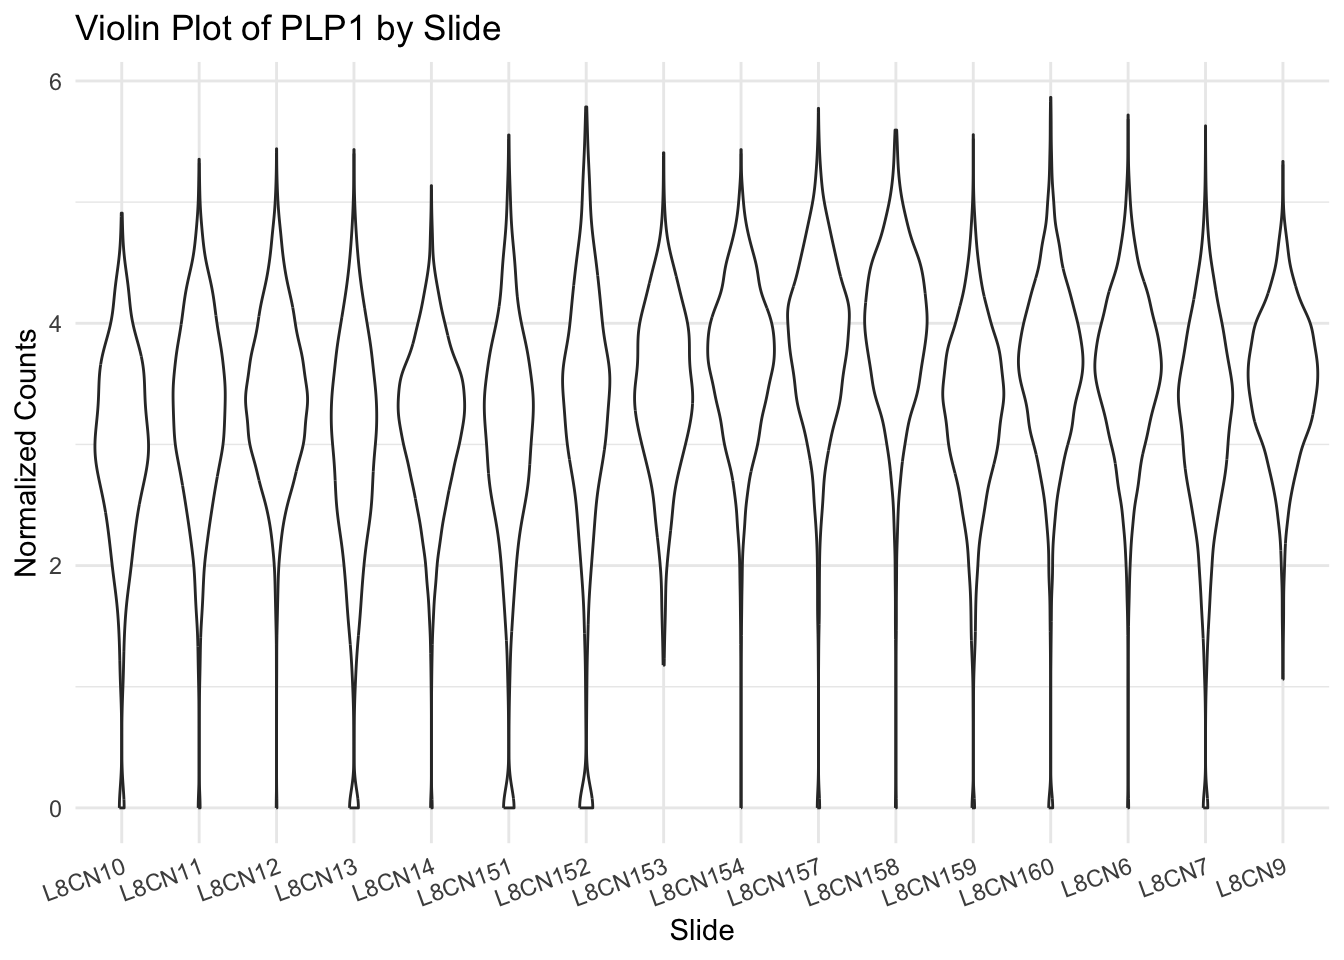 Violin Plot of PLP1 by Slide
Normalized Counts
6
4
2
0
L8CN10 L8CN11 L8CN12 L8CN13 L8CN14 L8CN151 L8CN152 L8CN153 L8CN154 L8CN157 L8CN158 L8CN159 L8CN160 L8CN6 L8CN7 L8CN9
Slide